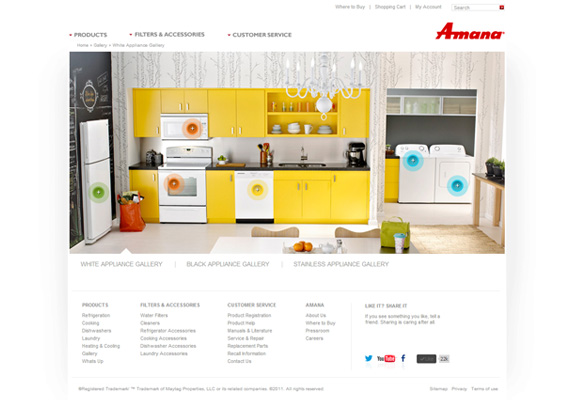 Where to Buy | Shopping Cart | My Account Search
PRODUCTS FILTERS & ACCESSORIES CUSTOMER SERVICE Amana
Home > Gallery > White Appliance Gallery
WHITE APPLIANCE GALLERY | BLACK APPLIANCE GALLERY | STAINLESS APPLIANCE GALLERY
PRODUCTS
Refrigeration
Cooking
Dishwashers
Laundry
Heating & Cooling
Gallery
Whats Up
FILTERS & ACCESSORIES
Water Filters
Cleaners
Refrigerator Accessories
Cooking Accessories
Dishwasher Accessories
Laundry Accessories
CUSTOMER SERVICE
Product Registration
Product Help
Manuals & Literature
Service & Repair
Replacement Parts
Recall Information
Contact Us
AMANA
About Us
Where to Buy
Pressroom
Careers
LIKE IT? SHARE IT
If you see something you like, tell a
friend. Sharing is caring after all.
YouTube f 22k
®Registered Trademark/ ™ Trademark of Maytag Properties, LLC or its related companies. ©2011. All rights reserved.
Sitemap Privacy Terms of use